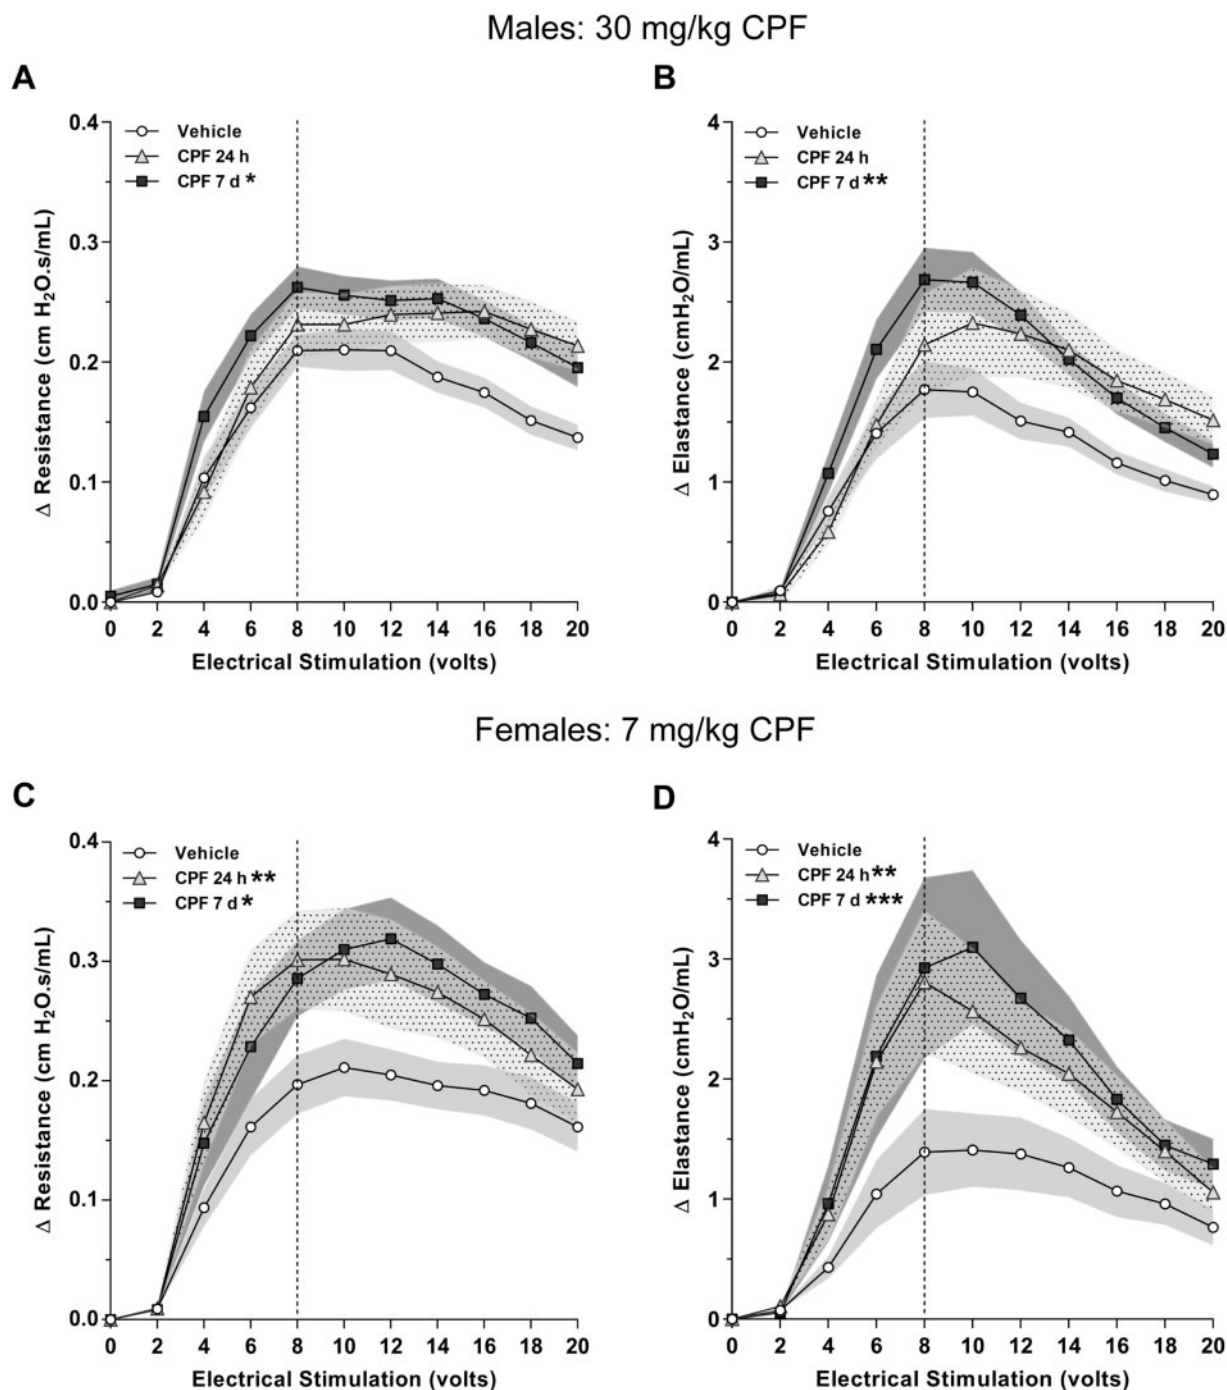 Males: 30 mg/kg CPF
A
Vehicle
CPF 24 h
CPF 7 d *
0.4
0.3
0.2
0.1
0.0
Δ Resistance (cm H₂O.s/mL)
0 2 4 6 8 10 12 14 16 18 20
Electrical Stimulation (volts)
B
Vehicle
CPF 24 h
CPF 7 d **
4
3
2
1
0
Δ Elastance (cmH₂O/mL)
0 2 4 6 8 10 12 14 16 18 20
Electrical Stimulation (volts)
Females: 7 mg/kg CPF
C
Vehicle
CPF 24 h **
CPF 7 d *
0.4
0.3
0.2
0.1
0.0
Δ Resistance (cm H₂O.s/mL)
0 2 4 6 8 10 12 14 16 18 20
Electrical Stimulation (volts)
D
Vehicle
CPF 24 h **
CPF 7 d ***
4
3
2
1
0
Δ Elastance (cmH₂O/mL)
0 2 4 6 8 10 12 14 16 18 20
Electrical Stimulation (volts)